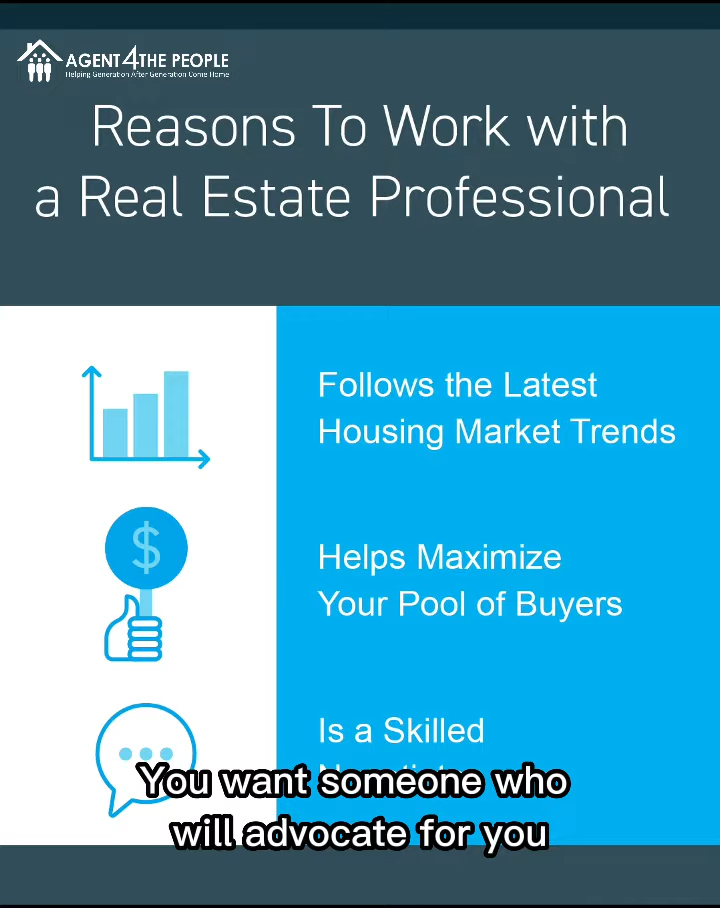 AGENT4THE PEOPLE
Helping Generation After Generation Come Home
Reasons To Work with
a Real Estate Professional
Follows the Latest
Housing Market Trends
$
Helps Maximize
Your Pool of Buyers
Is a Skilled
You want someone who
will advocate for you